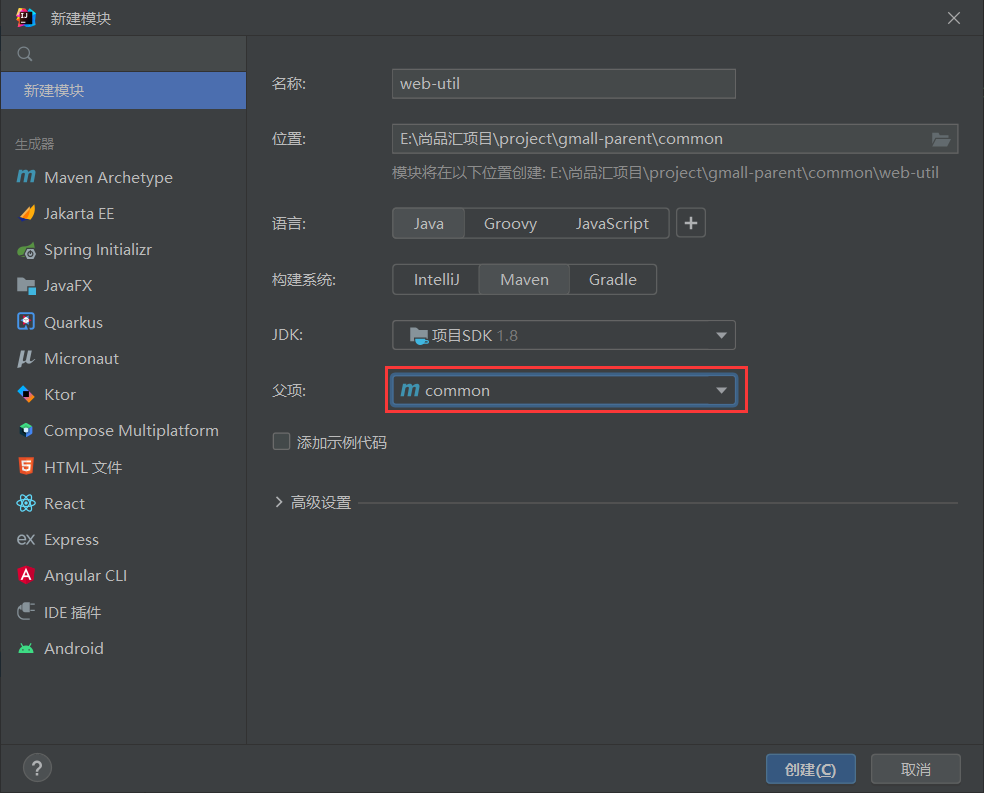 新建模块
新建模块
生成器
Maven Archetype
Jakarta EE
Spring Initializr
JavaFX
Quarkus
Micronaut
Ktor
Compose Multiplatform
HTML 文件
React
Express
Angular CLI
IDE 插件
Android
名称: web-util
位置: E:\尚品汇项目\project\gmall-parent\common
模块将在以下位置创建: E:\尚品汇项目\project\gmall-parent\common\web-util
语言: Java Groovy JavaScript +
构建系统: IntelliJ Maven Gradle
JDK: 项目SDK 1.8
父项: m common
添加示例代码
高级设置
? 创建(C) 取消